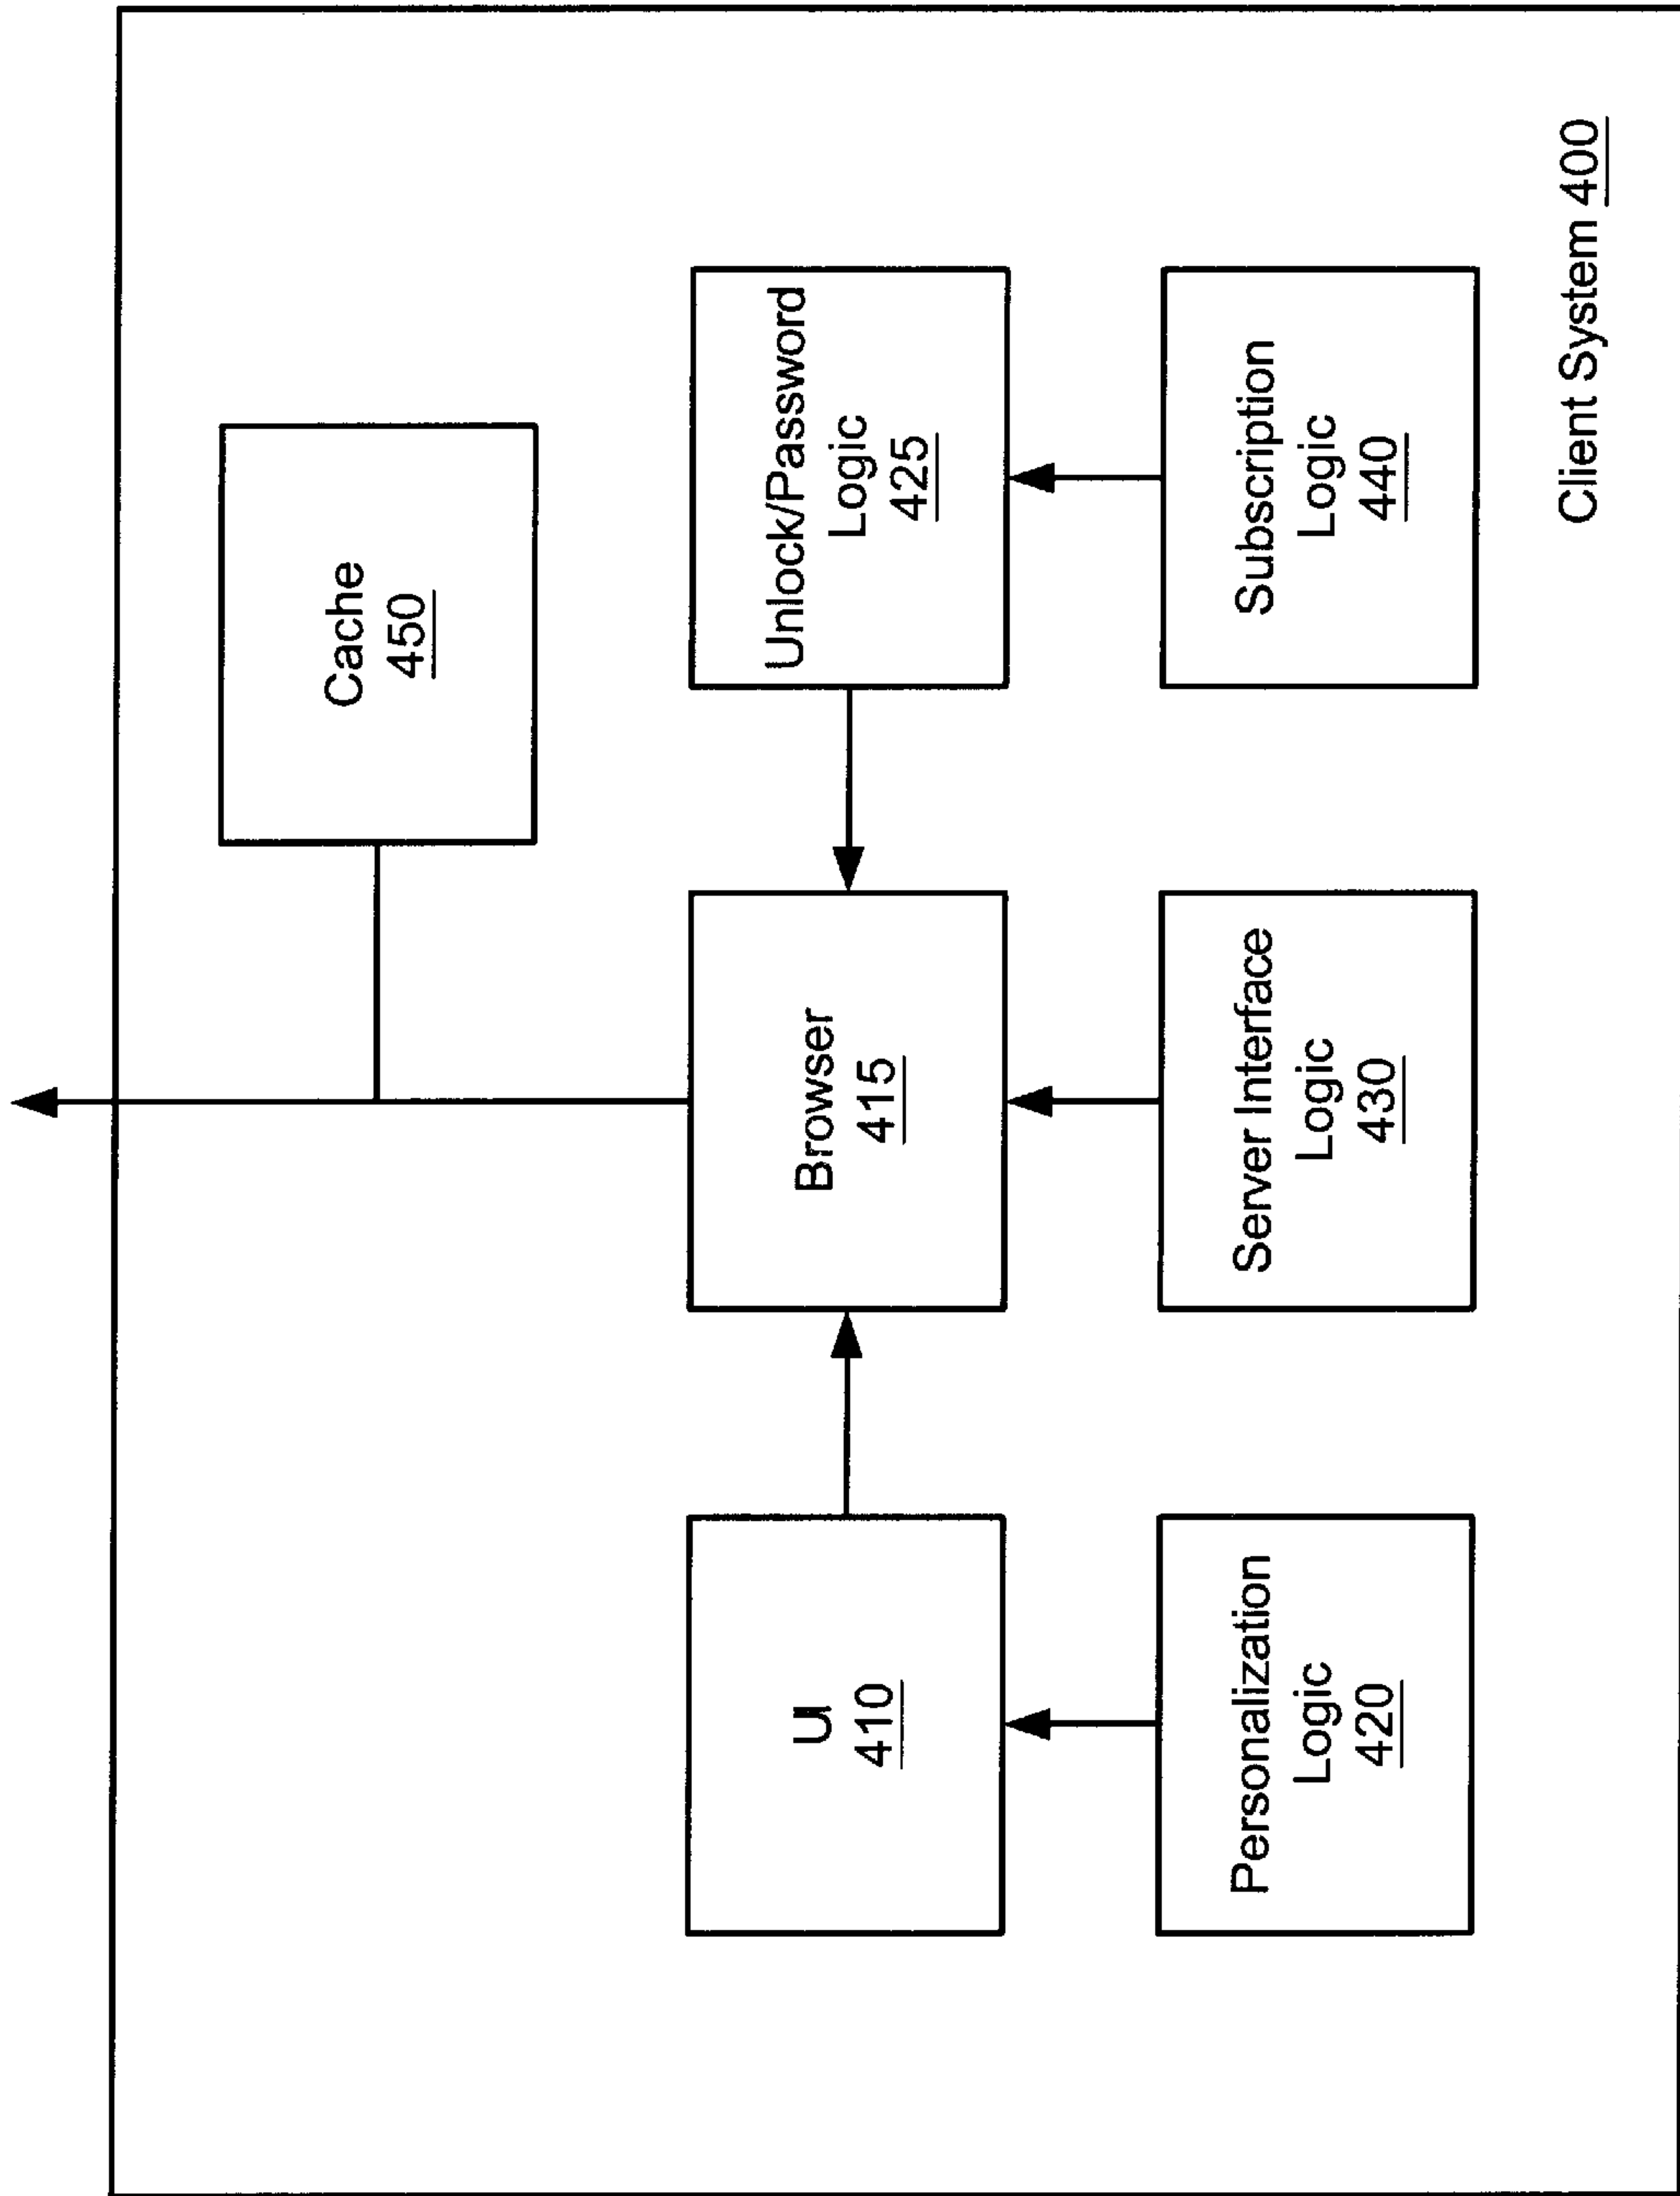 Cache
450
UI
410
Browser
415
Unlock/Password
Logic
425
Personalization
Logic
420
Server Interface
Logic
430
Subscription
Logic
440
Client System 400